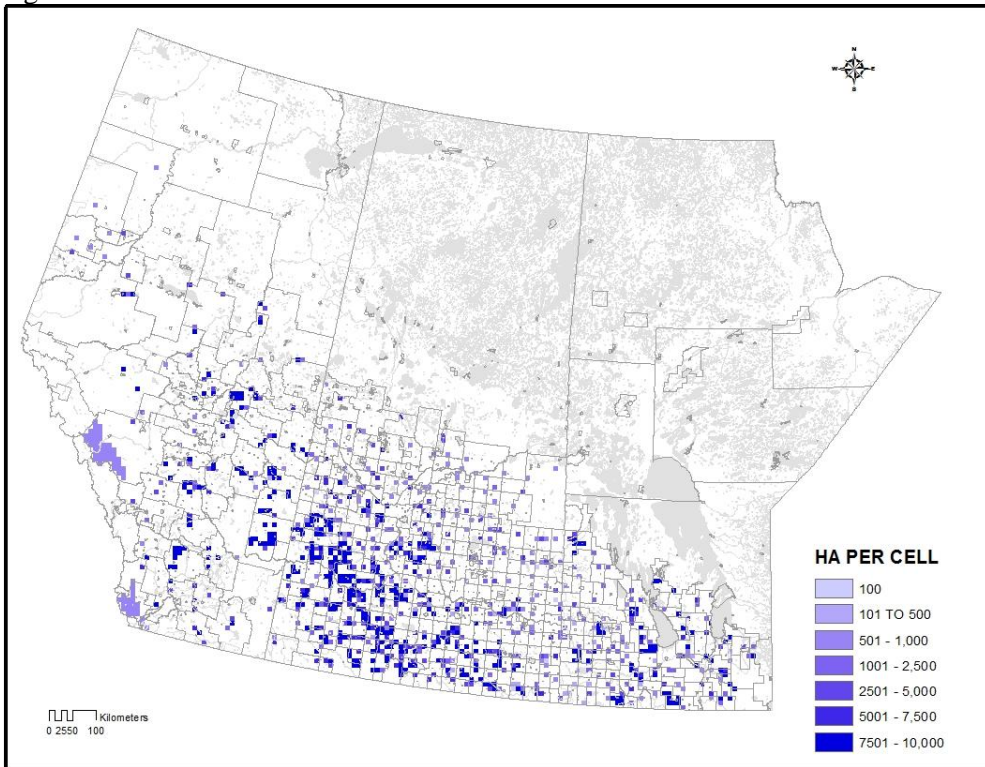 N
W E
S
HA PER CELL
100
101 TO 500
501 - 1,000
1001 - 2,500
2501 - 5,000
5001 - 7,500
7501 - 10,000
Kilometers
0 2550 100